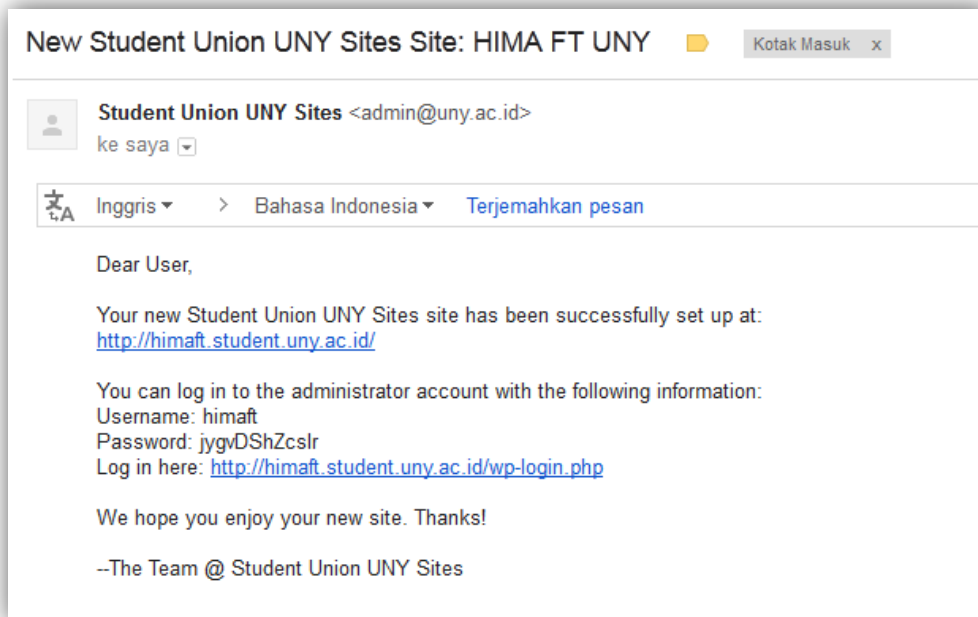 New Student Union UNY Sites Site: HIMA FT UNY
Kotak Masuk x
Student Union UNY Sites <admin@uny.ac.id>
ke saya
Inggris > Bahasa Indonesia Terjemahkan pesan
Dear User,
Your new Student Union UNY Sites site has been successfully set up at:
http://himaft.student.uny.ac.id/
You can log in to the administrator account with the following information:
Username: himaft
Password: jygvDShZcslr
Log in here: http://himaft.student.uny.ac.id/wp-login.php
We hope you enjoy your new site. Thanks!
--The Team @ Student Union UNY Sites